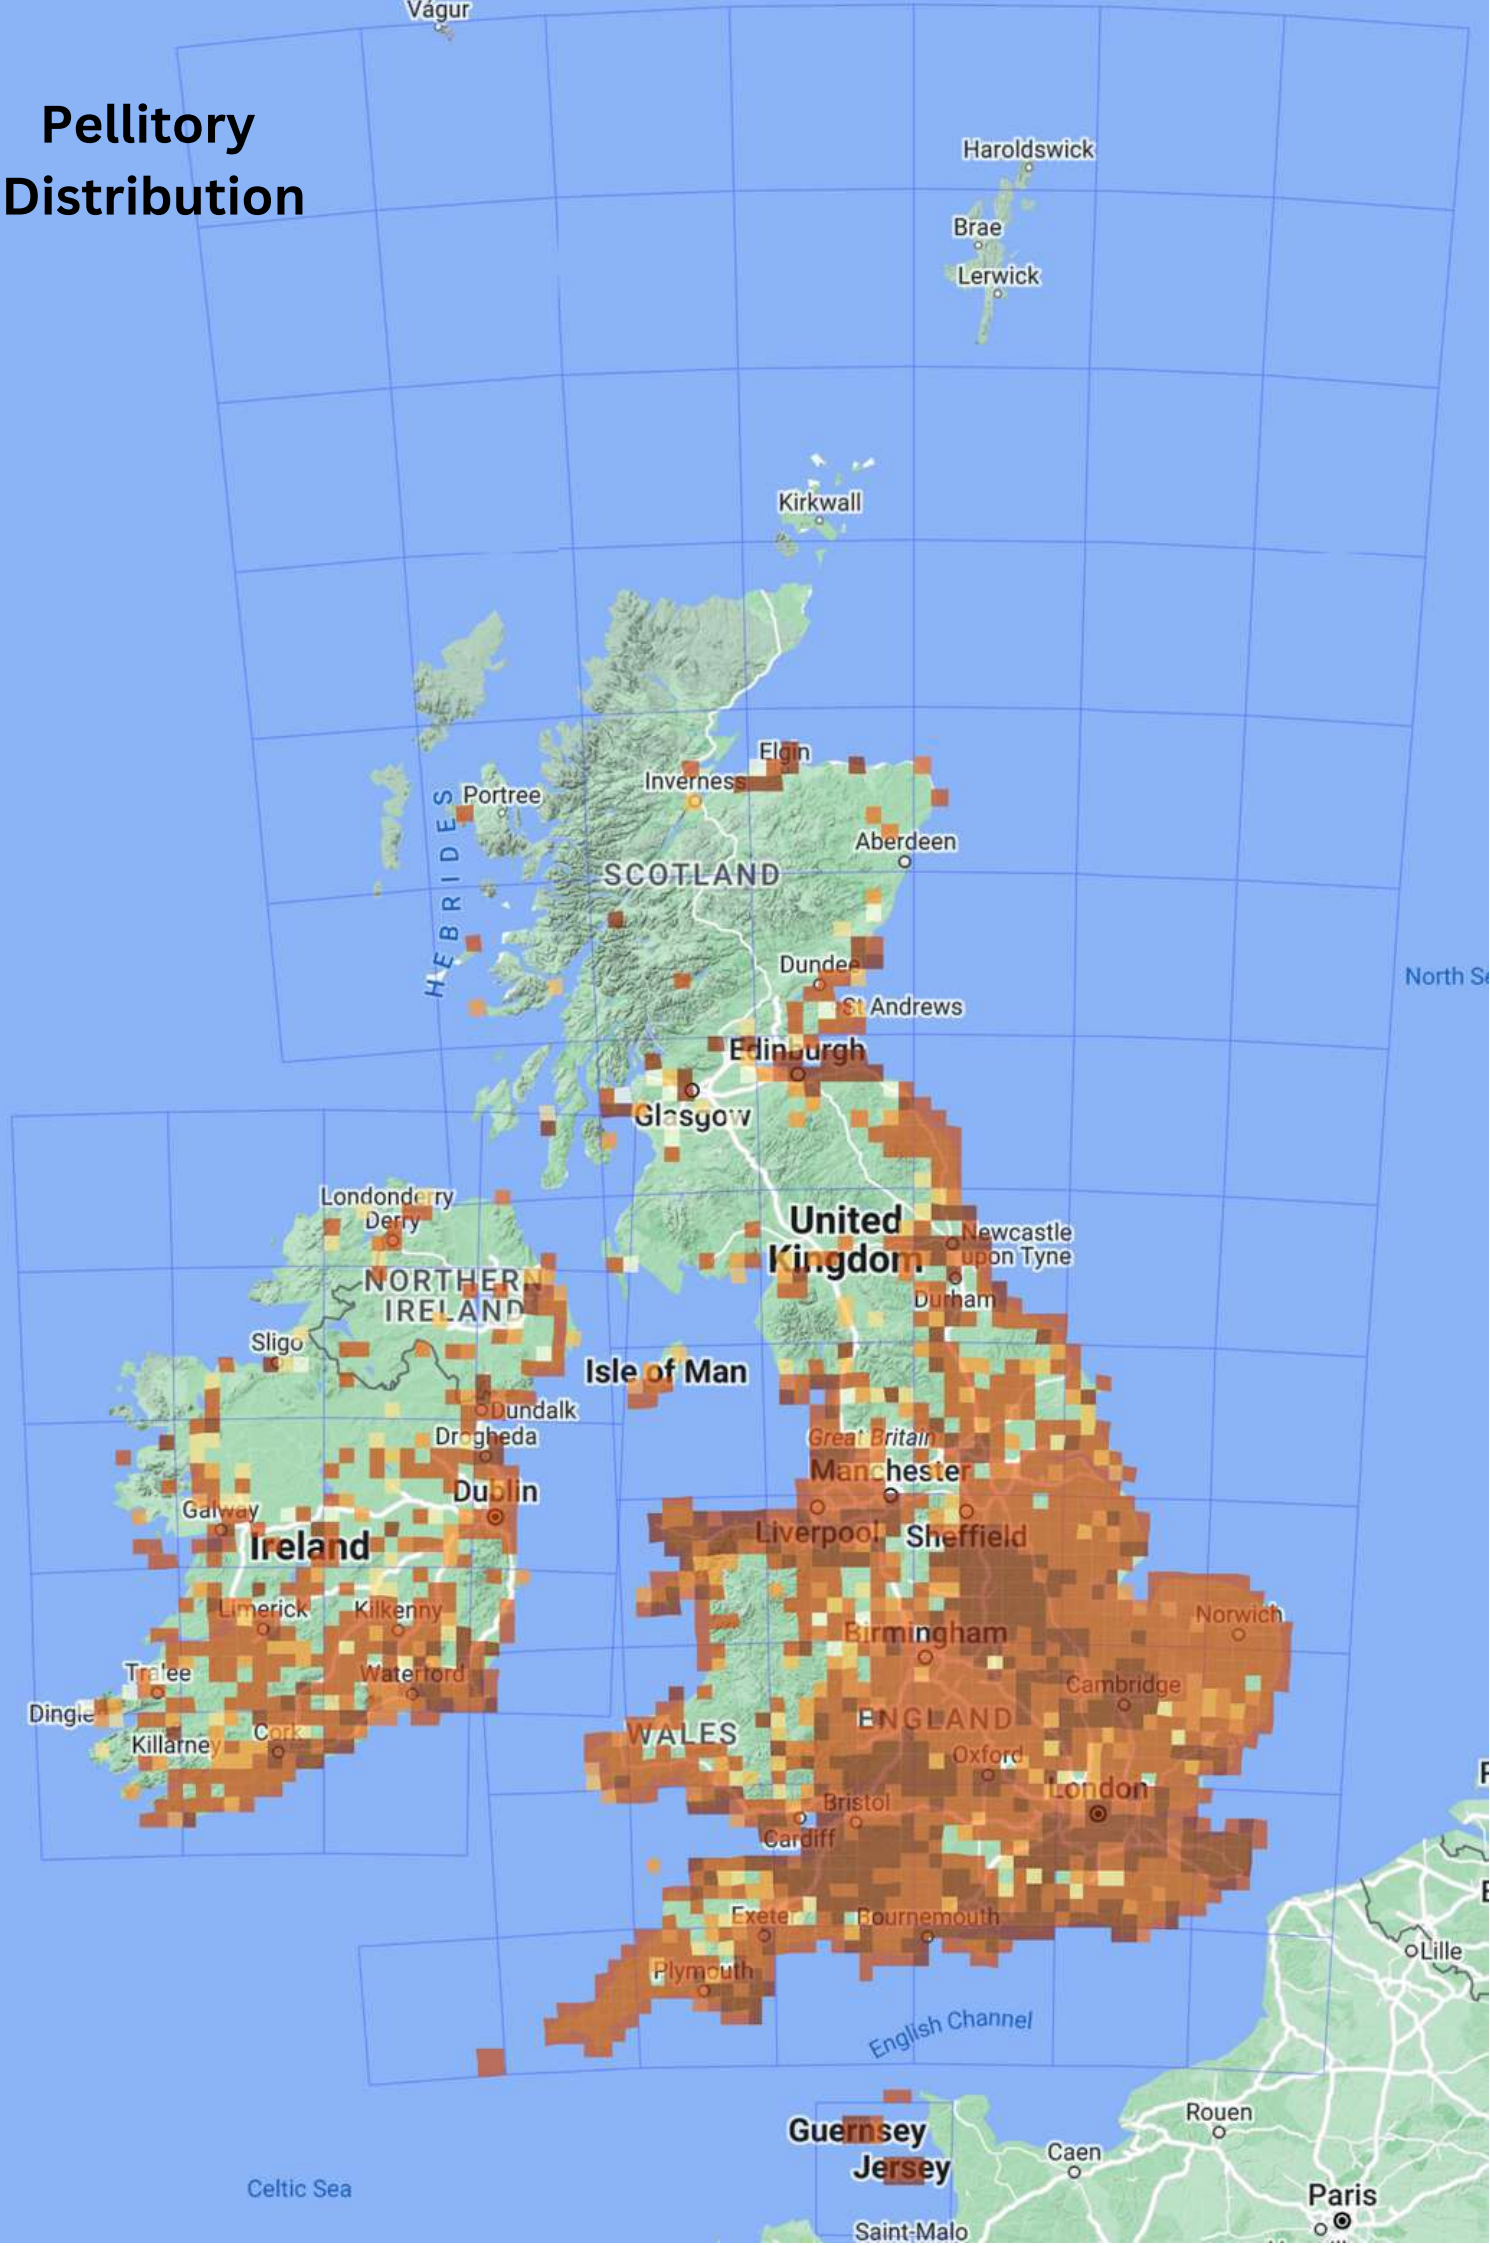 Vágur
Pellitory
Distribution
Haroldswick
Brae
Lerwick
Kirkwall
Elgin
Inverness
Portree
HEBRIDES
Aberdeen
SCOTLAND
Dundee
North Se
St Andrews
Edinburgh
Glasgow
Londonderry
Derry
United
Kingdom
Newcastle
upon Tyne
NORTHERN
IRELAND
Durham
Sligo
Isle of Man
Dundalk
Drogheda
Great Britain
Manchester
Dublin
Galway
Liverpool
Sheffield
Ireland
Limerick
Kilkenny
Norwich
Birmingham
Tralee
Waterford
Cambridge
Dingle
Cork
Killarney
WALES
ENGLAND
Oxford
London
Bristol
Cardiff
Exeter
Bournemouth
Lille
Plymouth
English Channel
Guernsey
Jersey
Rouen
Caen
Celtic Sea
Paris
Saint-Malo